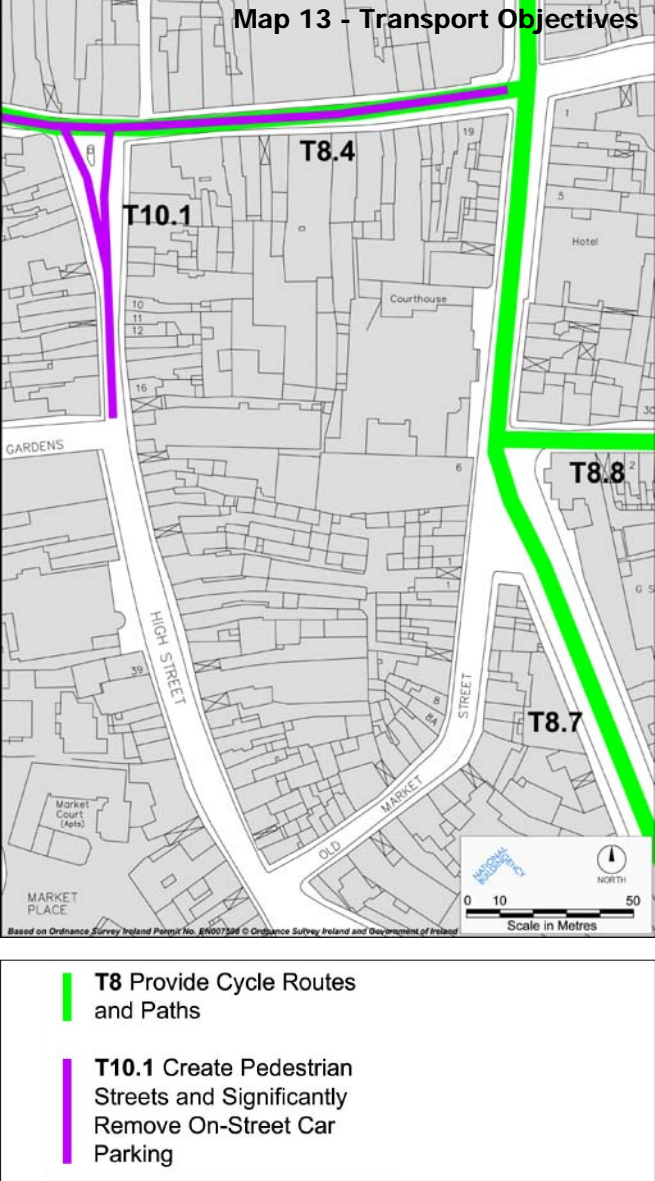 Map 13 - Transport Objectives
19
T8.4
1
T10.1
5
Hotel
Courthouse
10
11
12
16
30
GARDENS
6
T8.8
2
1
G S
HIGH STREET
39
STREET
8
8A
T8.7
MARKET
OLD
Market
Court
(Apts)
MARKET
PLACE
NATIONAL
BUILDING
AGENCY
NORTH
0 10 50
Scale in Metres
Based on Ordnance Survey Ireland Permit No. EN007598 © Ordnance Survey Ireland and Government of Ireland
T8 Provide Cycle Routes
and Paths
T10.1 Create Pedestrian
Streets and Significantly
Remove On-Street Car
Parking